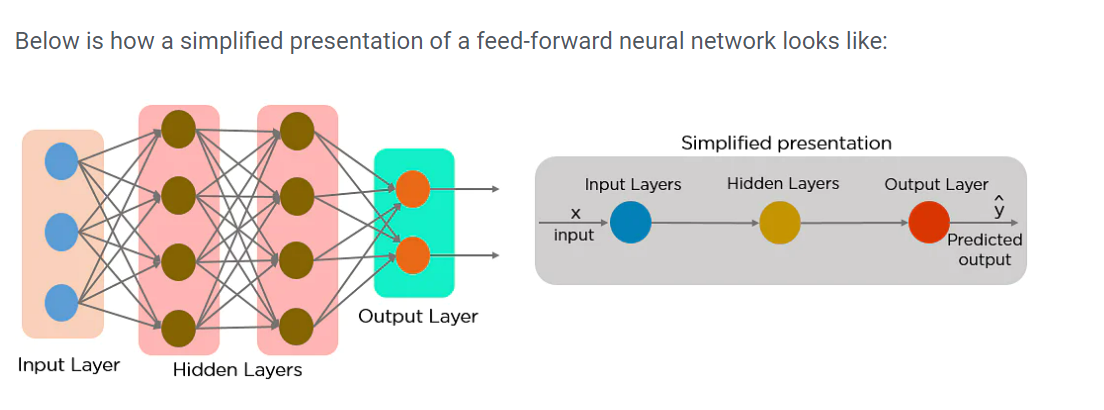 Below is how a simplified presentation of a feed-forward neural network looks like:
Input Layer
Hidden Layers
Output Layer
Simplified presentation
Input Layers
Hidden Layers
Output Layer
x
input
ŷ
Predicted
output